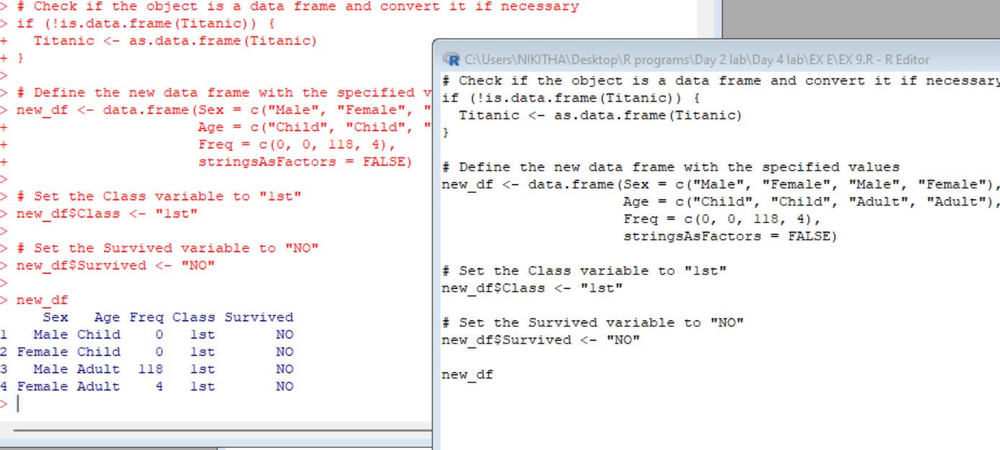 > # Check if the object is a data frame and convert it if necessary
> if (!is.data.frame(Titanic)) {
+   Titanic <- as.data.frame(Titanic)
+ }
>
> # Define the new data frame with the specified v
> new_df <- data.frame(Sex = c("Male", "Female", "
+                      Age = c("Child", "Child", "
+                      Freq = c(0, 0, 118, 4),
+                      stringsAsFactors = FALSE)
>
> # Set the Class variable to "1st"
> new_df$Class <- "1st"
>
> # Set the Survived variable to "NO"
> new_df$Survived <- "NO"
>
> new_df
     Sex   Age Freq Class Survived
1   Male Child    0   1st       NO
2 Female Child    0   1st       NO
3   Male Adult  118   1st       NO
4 Female Adult    4   1st       NO
>
C:\Users\NIKITHA\Desktop\R programs\Day 2 lab\Day 4 lab\EX E\EX 9.R - R Editor
# Check if the object is a data frame and convert it if necessary
if (!is.data.frame(Titanic)) {
  Titanic <- as.data.frame(Titanic)
}
# Define the new data frame with the specified values
new_df <- data.frame(Sex = c("Male", "Female", "Male", "Female"),
                     Age = c("Child", "Child", "Adult", "Adult"),
                     Freq = c(0, 0, 118, 4),
                     stringsAsFactors = FALSE)
# Set the Class variable to "1st"
new_df$Class <- "1st"
# Set the Survived variable to "NO"
new_df$Survived <- "NO"
new_df